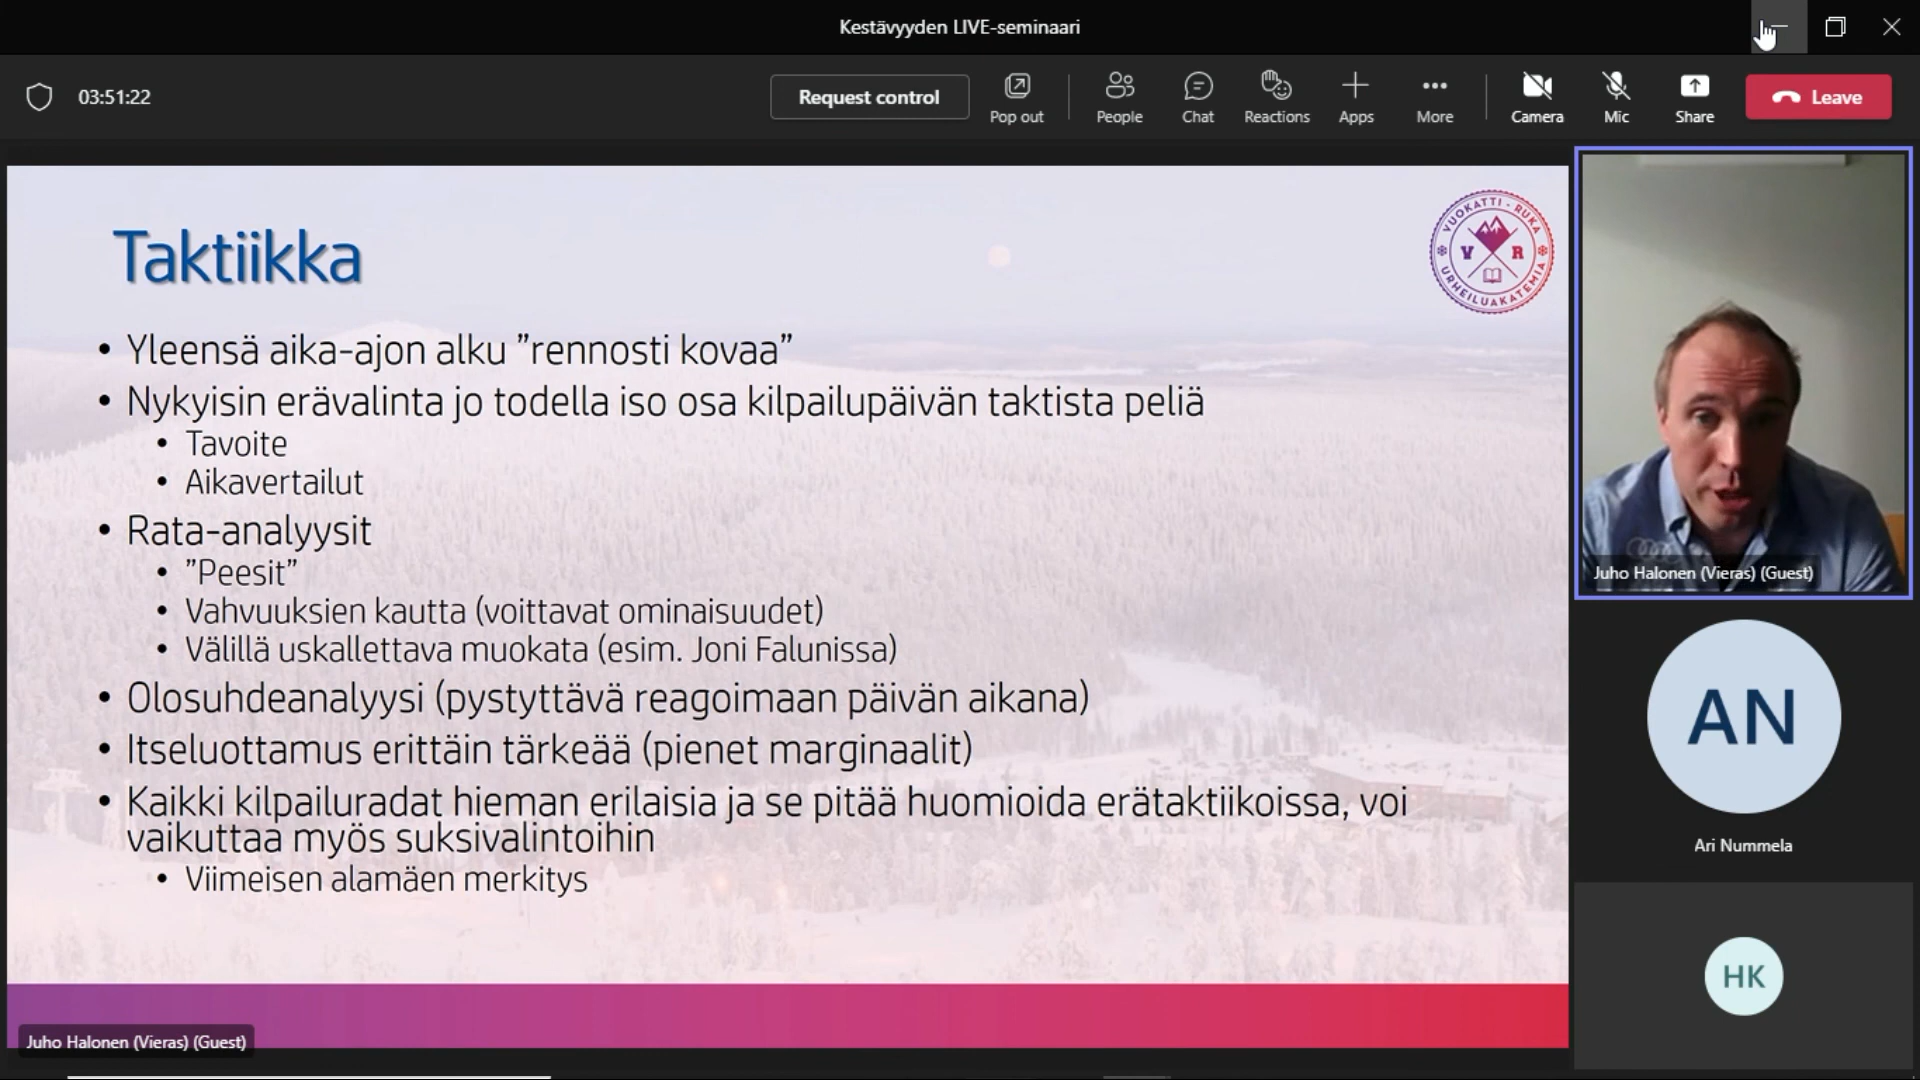 Kestävyyden LIVE-seminaari
03:51:22
Request control
Pop out
People
Chat
Reactions
Apps
More
Camera
Mic
Share
Leave
Taktiikka
VUOKATTI - RUKA
V R
URHEILUAKATEMIA
• Yleensä aika-ajon alku ”rennosti kovaa”
• Nykyisin erävalinta jo todella iso osa kilpailupäivän taktista peliä
• Tavoite
• Aikavertailut
• Rata-analyysit
• ”Peesit”
• Vahvuuksien kautta (voittavat ominaisuudet)
• Välillä uskallettava muokata (esim. Joni Falunissa)
• Olosuhdeanalyysi (pystyttävä reagoimaan päivän aikana)
• Itseluottamus erittäin tärkeää (pienet marginaalit)
• Kaikki kilpailuradat hieman erilaisia ja se pitää huomioida erätaktiikoissa, voi
vaikuttaa myös suksivalintoihin
• Viimeisen alamäen merkitys
Juho Halonen (Vieras) (Guest)
Juho Halonen (Vieras) (Guest)
AN
Ari Nummela
HK